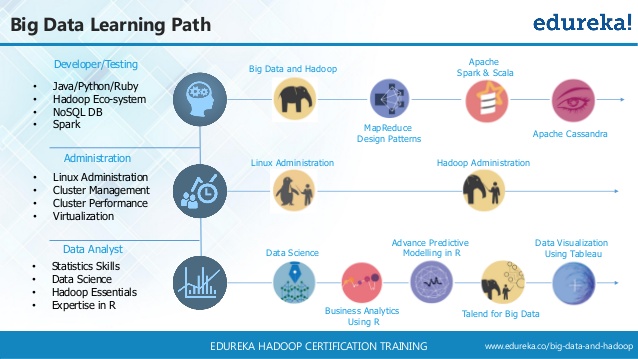 Big Data Learning Path
edureka!
Developer/Testing
• Java/Python/Ruby
• Hadoop Eco-system
• NoSQL DB
• Spark
Big Data and Hadoop
MapReduce
Design Patterns
Apache
Spark & Scala
Apache Cassandra
Administration
• Linux Administration
• Cluster Management
• Cluster Performance
• Virtualization
Linux Administration
Hadoop Administration
Data Analyst
• Statistics Skills
• Data Science
• Hadoop Essentials
• Expertise in R
Data Science
Business Analytics
Using R
Advance Predictive
Modelling in R
Talend for Big Data
Data Visualization
Using Tableau
EDUREKA HADOOP CERTIFICATION TRAINING
www.edureka.co/big-data-and-hadoop